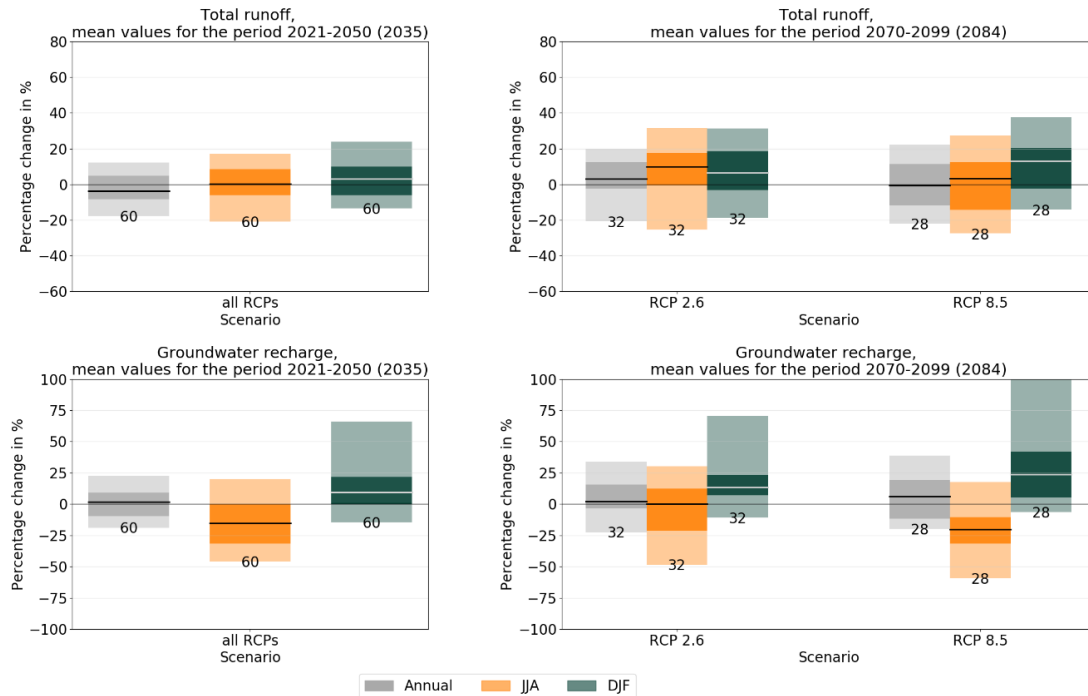 Total runoff,
mean values for the period 2021-2050 (2035)
Percentage change in %
80
60
40
20
0
−20
−40
−60
60
60
60
all RCPs
Scenario
Total runoff,
mean values for the period 2070-2099 (2084)
Percentage change in %
80
60
40
20
0
−20
−40
−60
32
32
32
28
28
28
RCP 2.6
RCP 8.5
Scenario
Groundwater recharge,
mean values for the period 2021-2050 (2035)
Percentage change in %
100
75
50
25
0
−25
−50
−75
−100
60
60
60
all RCPs
Scenario
Groundwater recharge,
mean values for the period 2070-2099 (2084)
Percentage change in %
100
75
50
25
0
−25
−50
−75
−100
32
32
32
28
28
28
RCP 2.6
RCP 8.5
Scenario
Annual
JJA
DJF